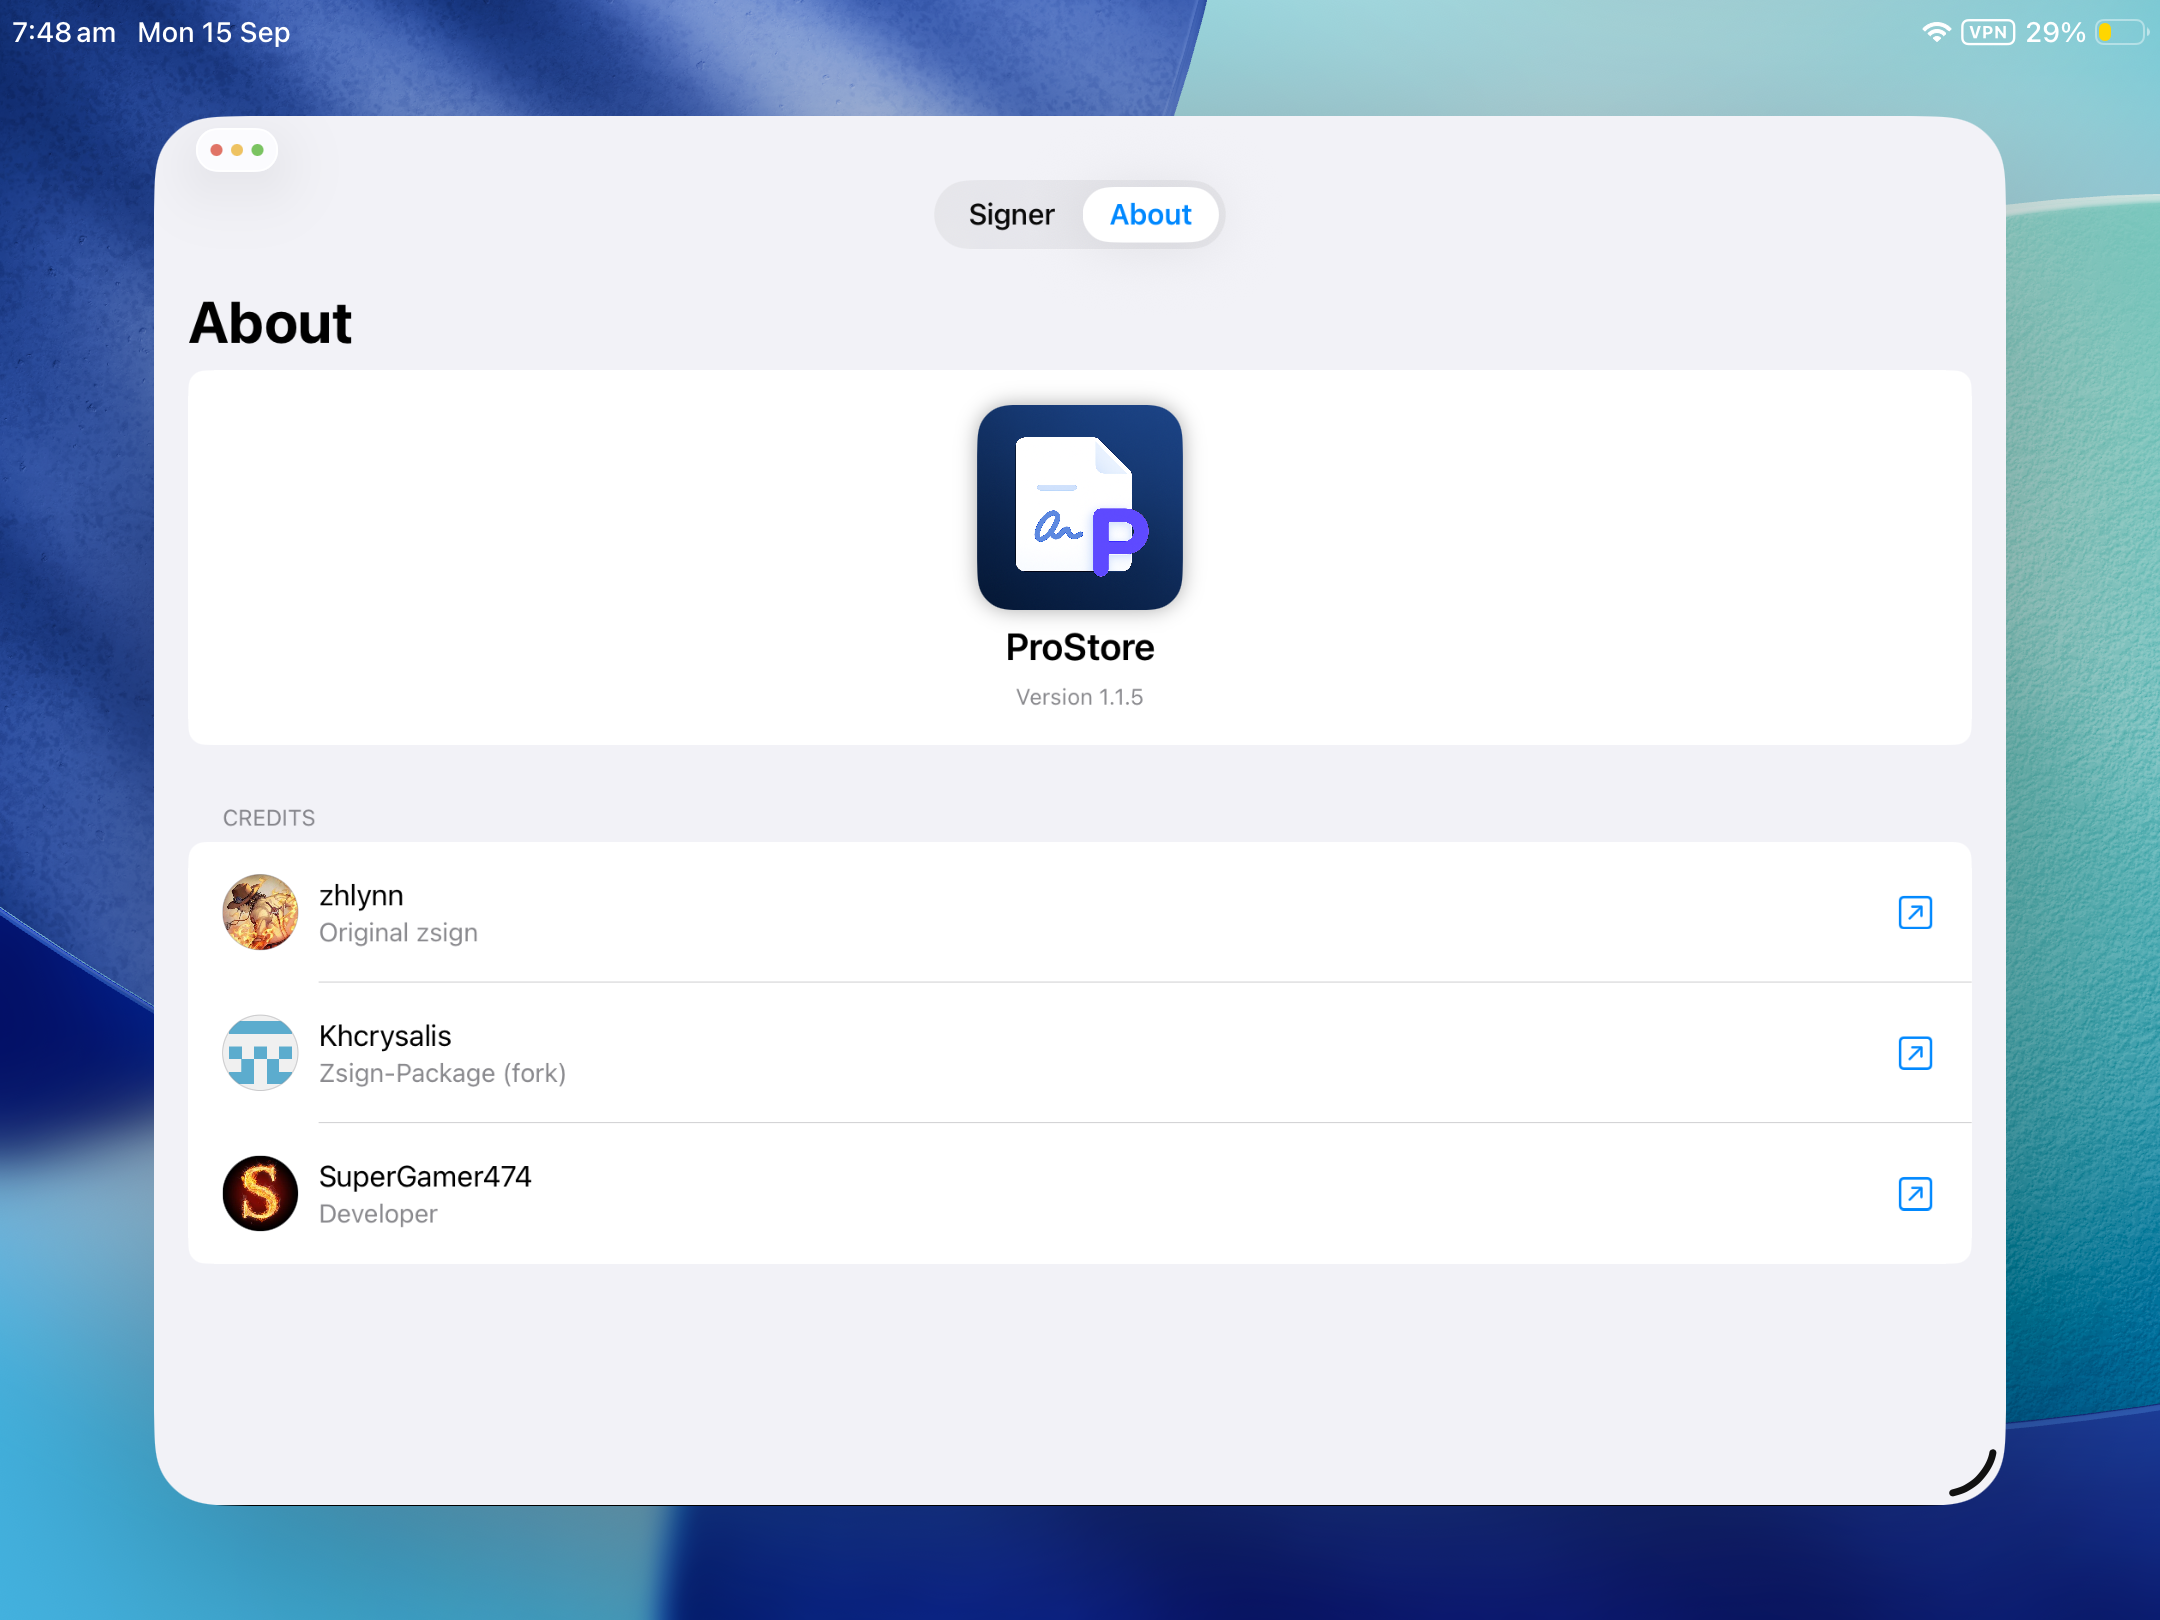 7:48 am Mon 15 Sep
VPN 29%
Signer About
About
P
ProStore
Version 1.1.5
CREDITS
zhlynn
Original zsign
Khcrysalis
Zsign-Package (fork)
S
SuperGamer474
Developer